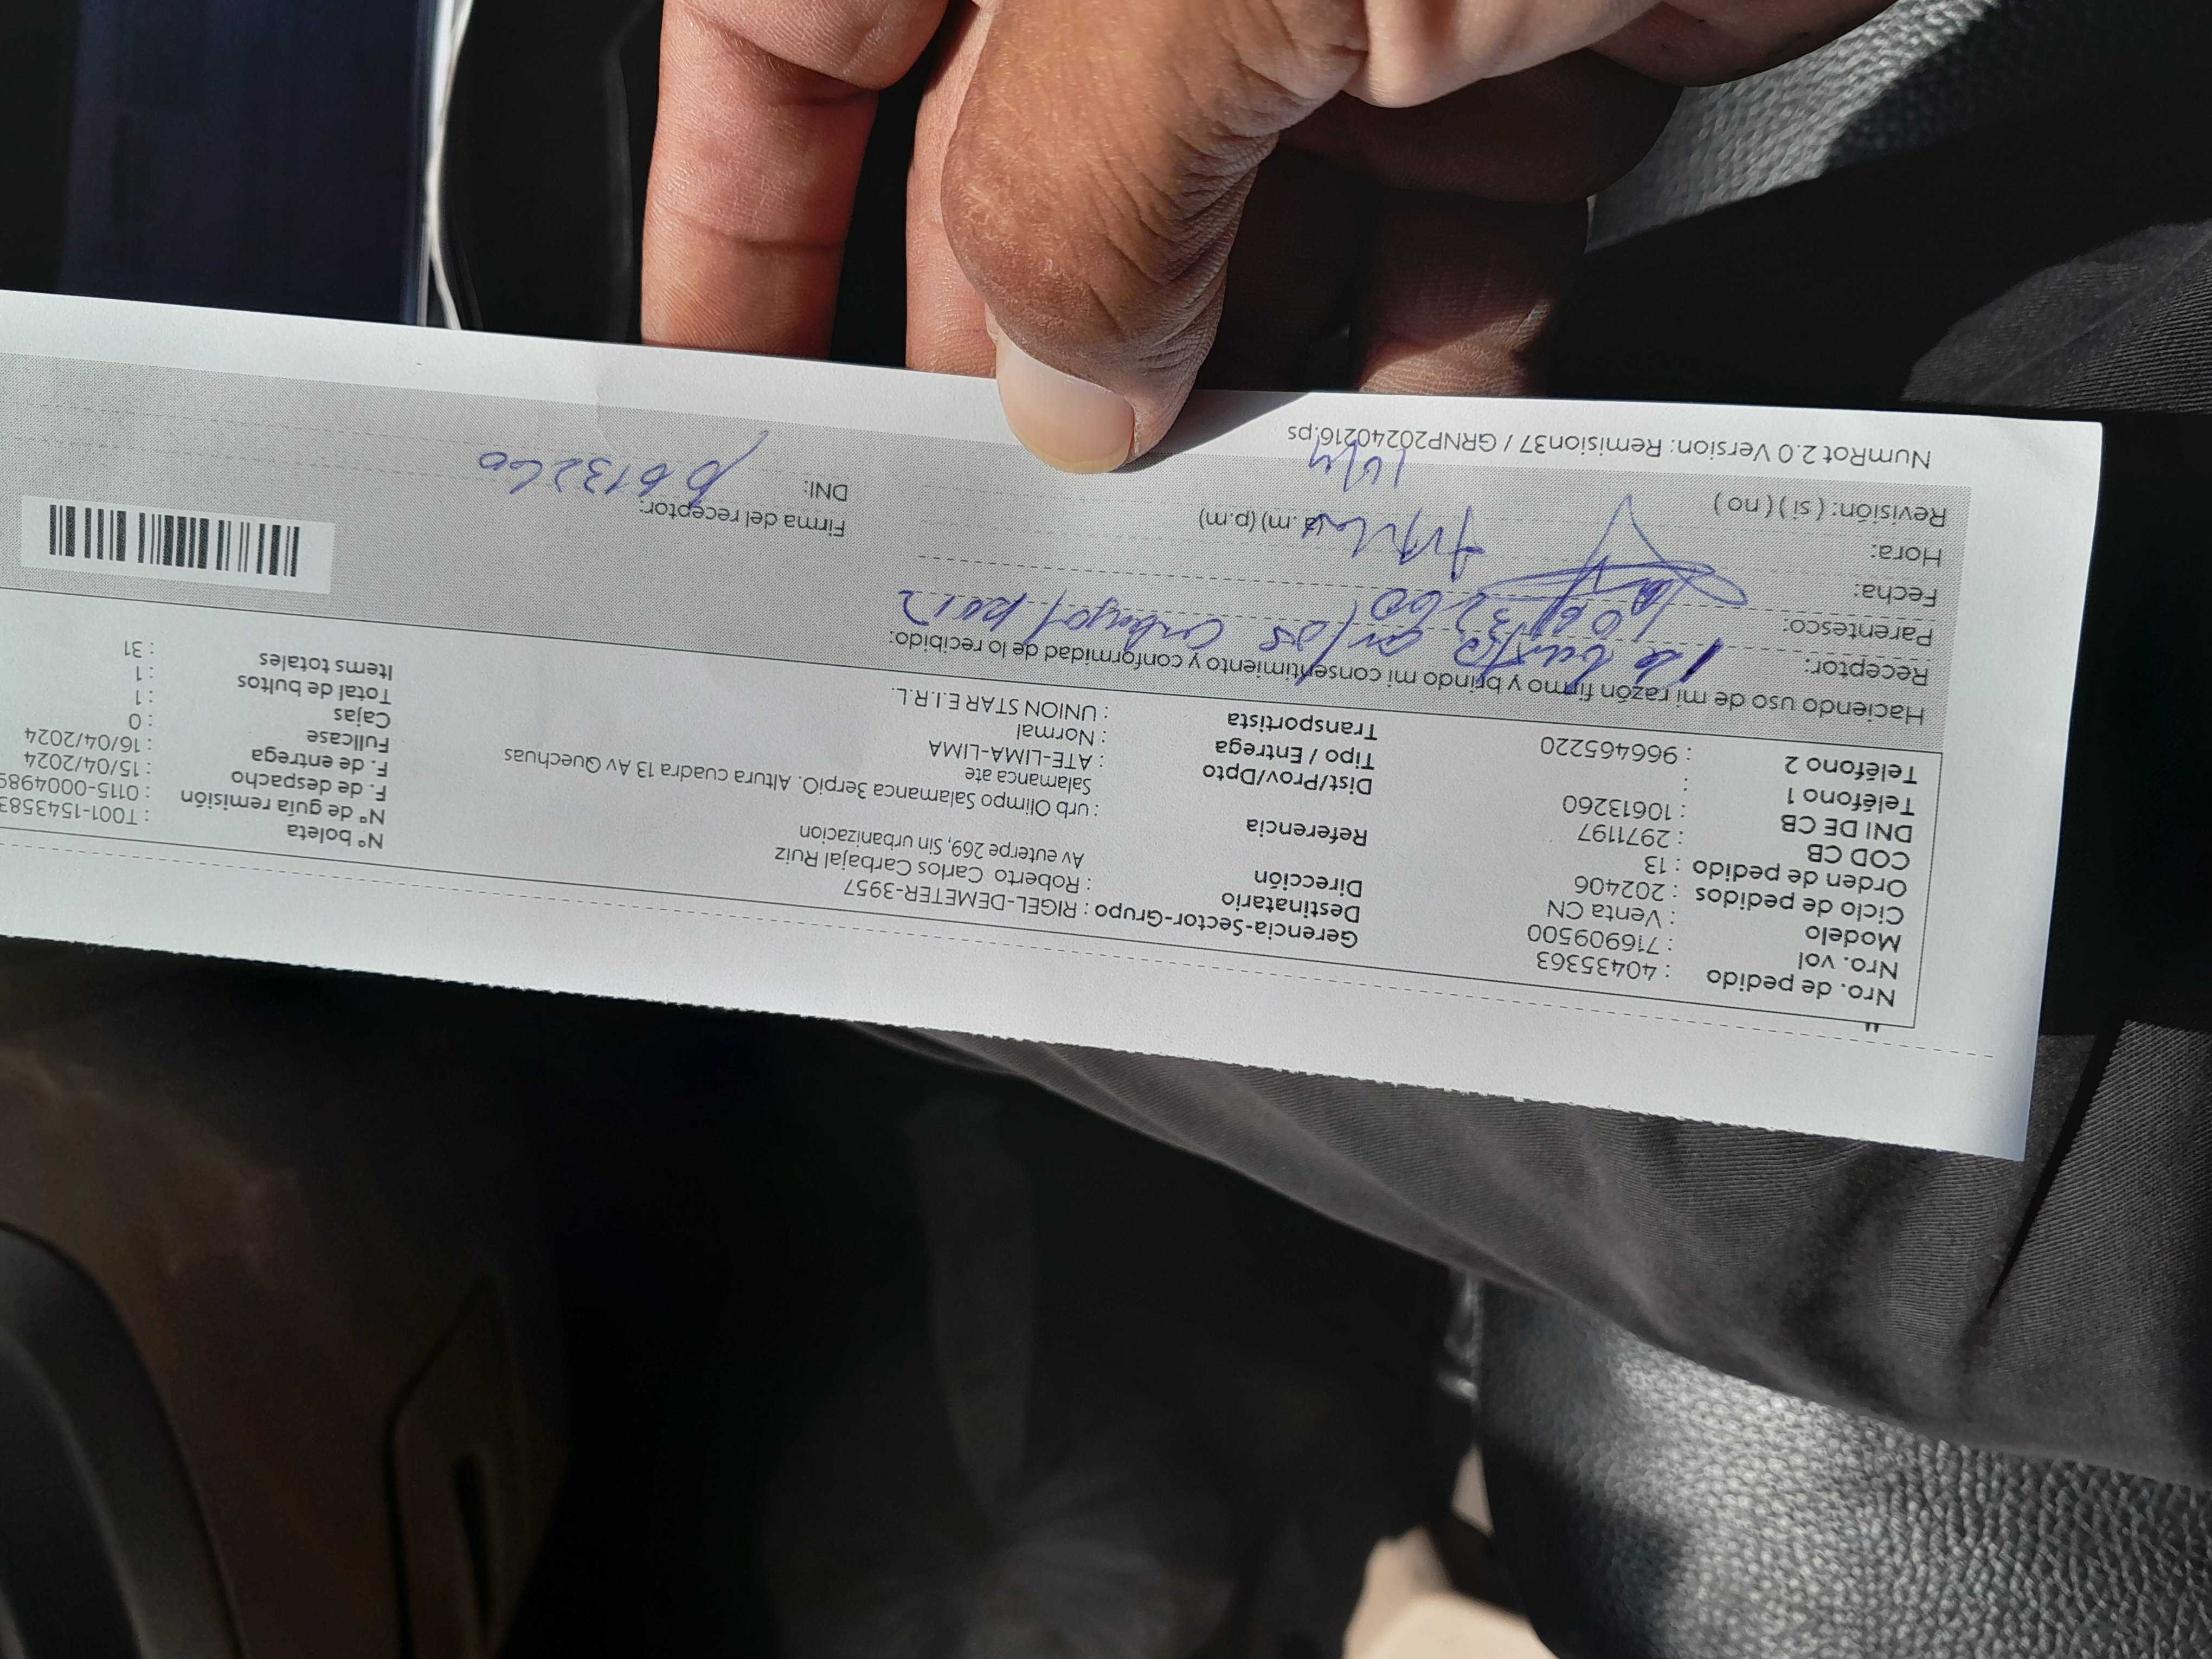 Nro. de pedido : 40435363
Nro. vol : 716909500
Modelo : Venta CN
Ciclo de pedidos : 202406
Orden de pedido : 13
COD CB : 2971197
DNI DE CB : 10613260
Teléfono 1 :
Teléfono 2 : 966465220
Gerencia-Sector-Grupo : RIGEL-DEMETER-3957
Destinatario : Roberto Carlos Carbajal Ruiz
Dirección Av euterpe 269, Sin urbanizacion
Referencia : urb Olimpo Salamanca 3erpiO. Altura cuadra 13 Av Quechuas
Salamanca ate
Dist/Prov/Dpto : ATE-LIMA-LIMA
Tipo / Entrega : Normal
Transportista : UNION STAR E.I.R.L.
N° boleta : T001-1543583
N° de guía remisión : 0115-0004989
F. de despacho : 15/04/2024
F. de entrega : 16/04/2024
Fullcase : 0
Cajas : 1
Total de bultos : 1
Items totales : 31
Haciendo uso de mi razón firmo y brindo mi consentimiento y conformidad de lo recibido:
Receptor: Carlos
Parentesco: 10613260
Fecha:
Hora: (a.m) (p.m)
Revisión: ( si ) ( no )
Firma del receptor:
DNI: 10613260
NumRot 2.0 Version: Remision37 / GRNP20240216.ps